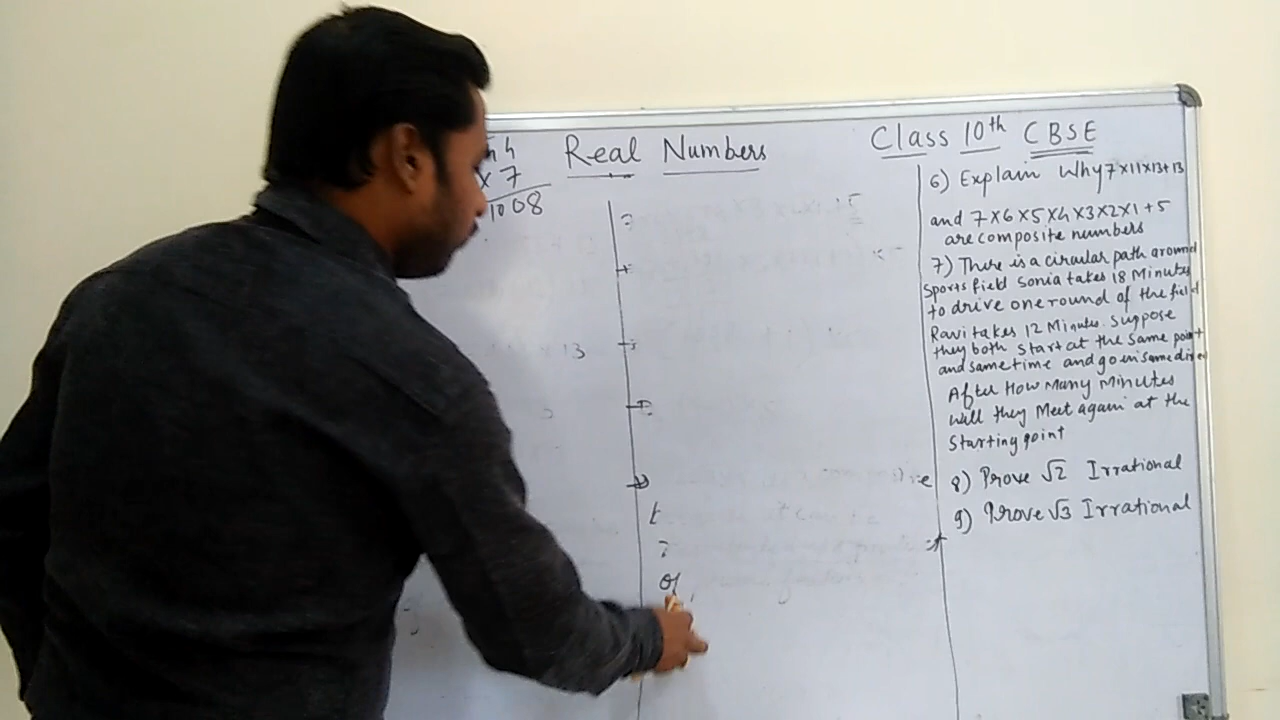 Real Numbers
Class 10th CBSE
× 7
1008
13
of
6) Explain Why 7×11×13+13
and 7×6×5×4×3×2×1+5
are composite numbers
7) There is a circular path around
sports field Sonia takes 18 Minutes
to drive one round of the field
Ravi takes 12 Minutes. Suppose
they both start at the same point
and same time and go in same
After How Many Minutes
will they Meet again at the
starting point
8) Prove √2 Irrational
9) Prove √3 Irrational